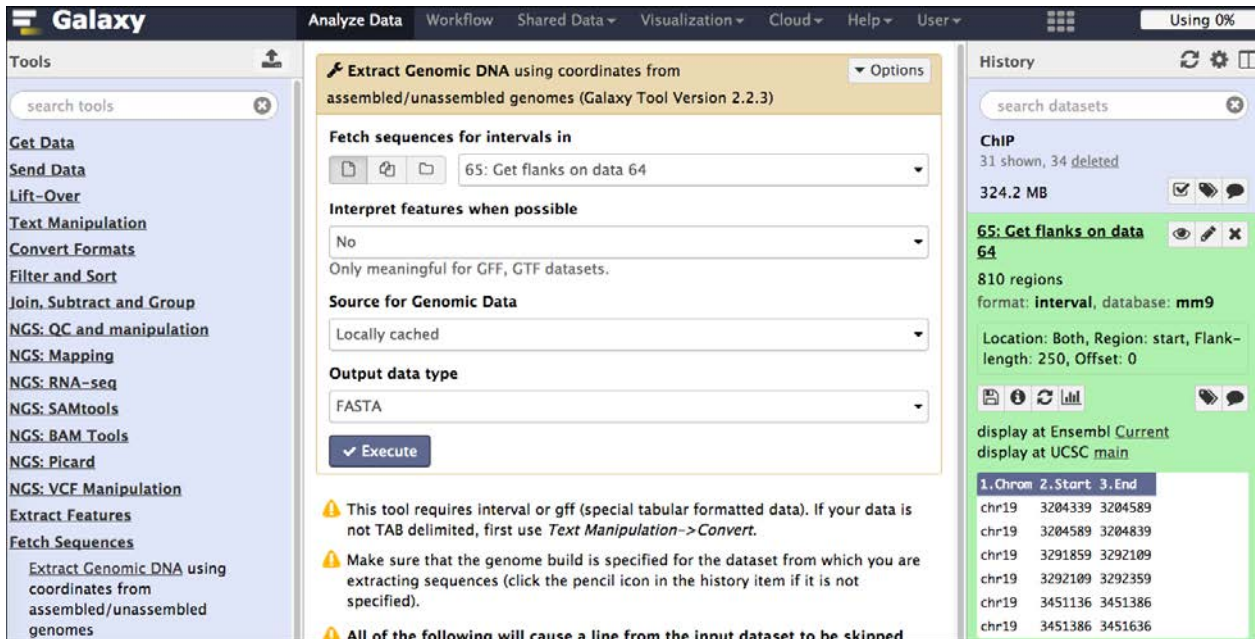 Galaxy
Analyze Data Workflow Shared Data Visualization Cloud Help User
Using 0%
Tools
search tools
Get Data
Send Data
Lift-Over
Text Manipulation
Convert Formats
Filter and Sort
Join, Subtract and Group
NGS: QC and manipulation
NGS: Mapping
NGS: RNA-seq
NGS: SAMtools
NGS: BAM Tools
NGS: Picard
NGS: VCF Manipulation
Extract Features
Fetch Sequences
Extract Genomic DNA using
coordinates from
assembled/unassembled
genomes
Extract Genomic DNA using coordinates from
assembled/unassembled genomes (Galaxy Tool Version 2.2.3)
Options
Fetch sequences for intervals in
65: Get flanks on data 64
Interpret features when possible
No
Only meaningful for GFF, GTF datasets.
Source for Genomic Data
Locally cached
Output data type
FASTA
Execute
This tool requires interval or gff (special tabular formatted data). If your data is
not TAB delimited, first use Text Manipulation->Convert.
Make sure that the genome build is specified for the dataset from which you are
extracting sequences (click the pencil icon in the history item if it is not
specified).
All of the following will cause a line from the input dataset to be skipped
History
search datasets
ChIP
31 shown, 34 deleted
324.2 MB
65: Get flanks on data
64
810 regions
format: interval, database: mm9
Location: Both, Region: start, Flank-
length: 250, Offset: 0
display at Ensembl Current
display at UCSC main
1.Chrom 2.Start 3.End
chr19 3204339 3204589
chr19 3204589 3204839
chr19 3291859 3292109
chr19 3292109 3292359
chr19 3451136 3451386
chr19 3451386 3451636